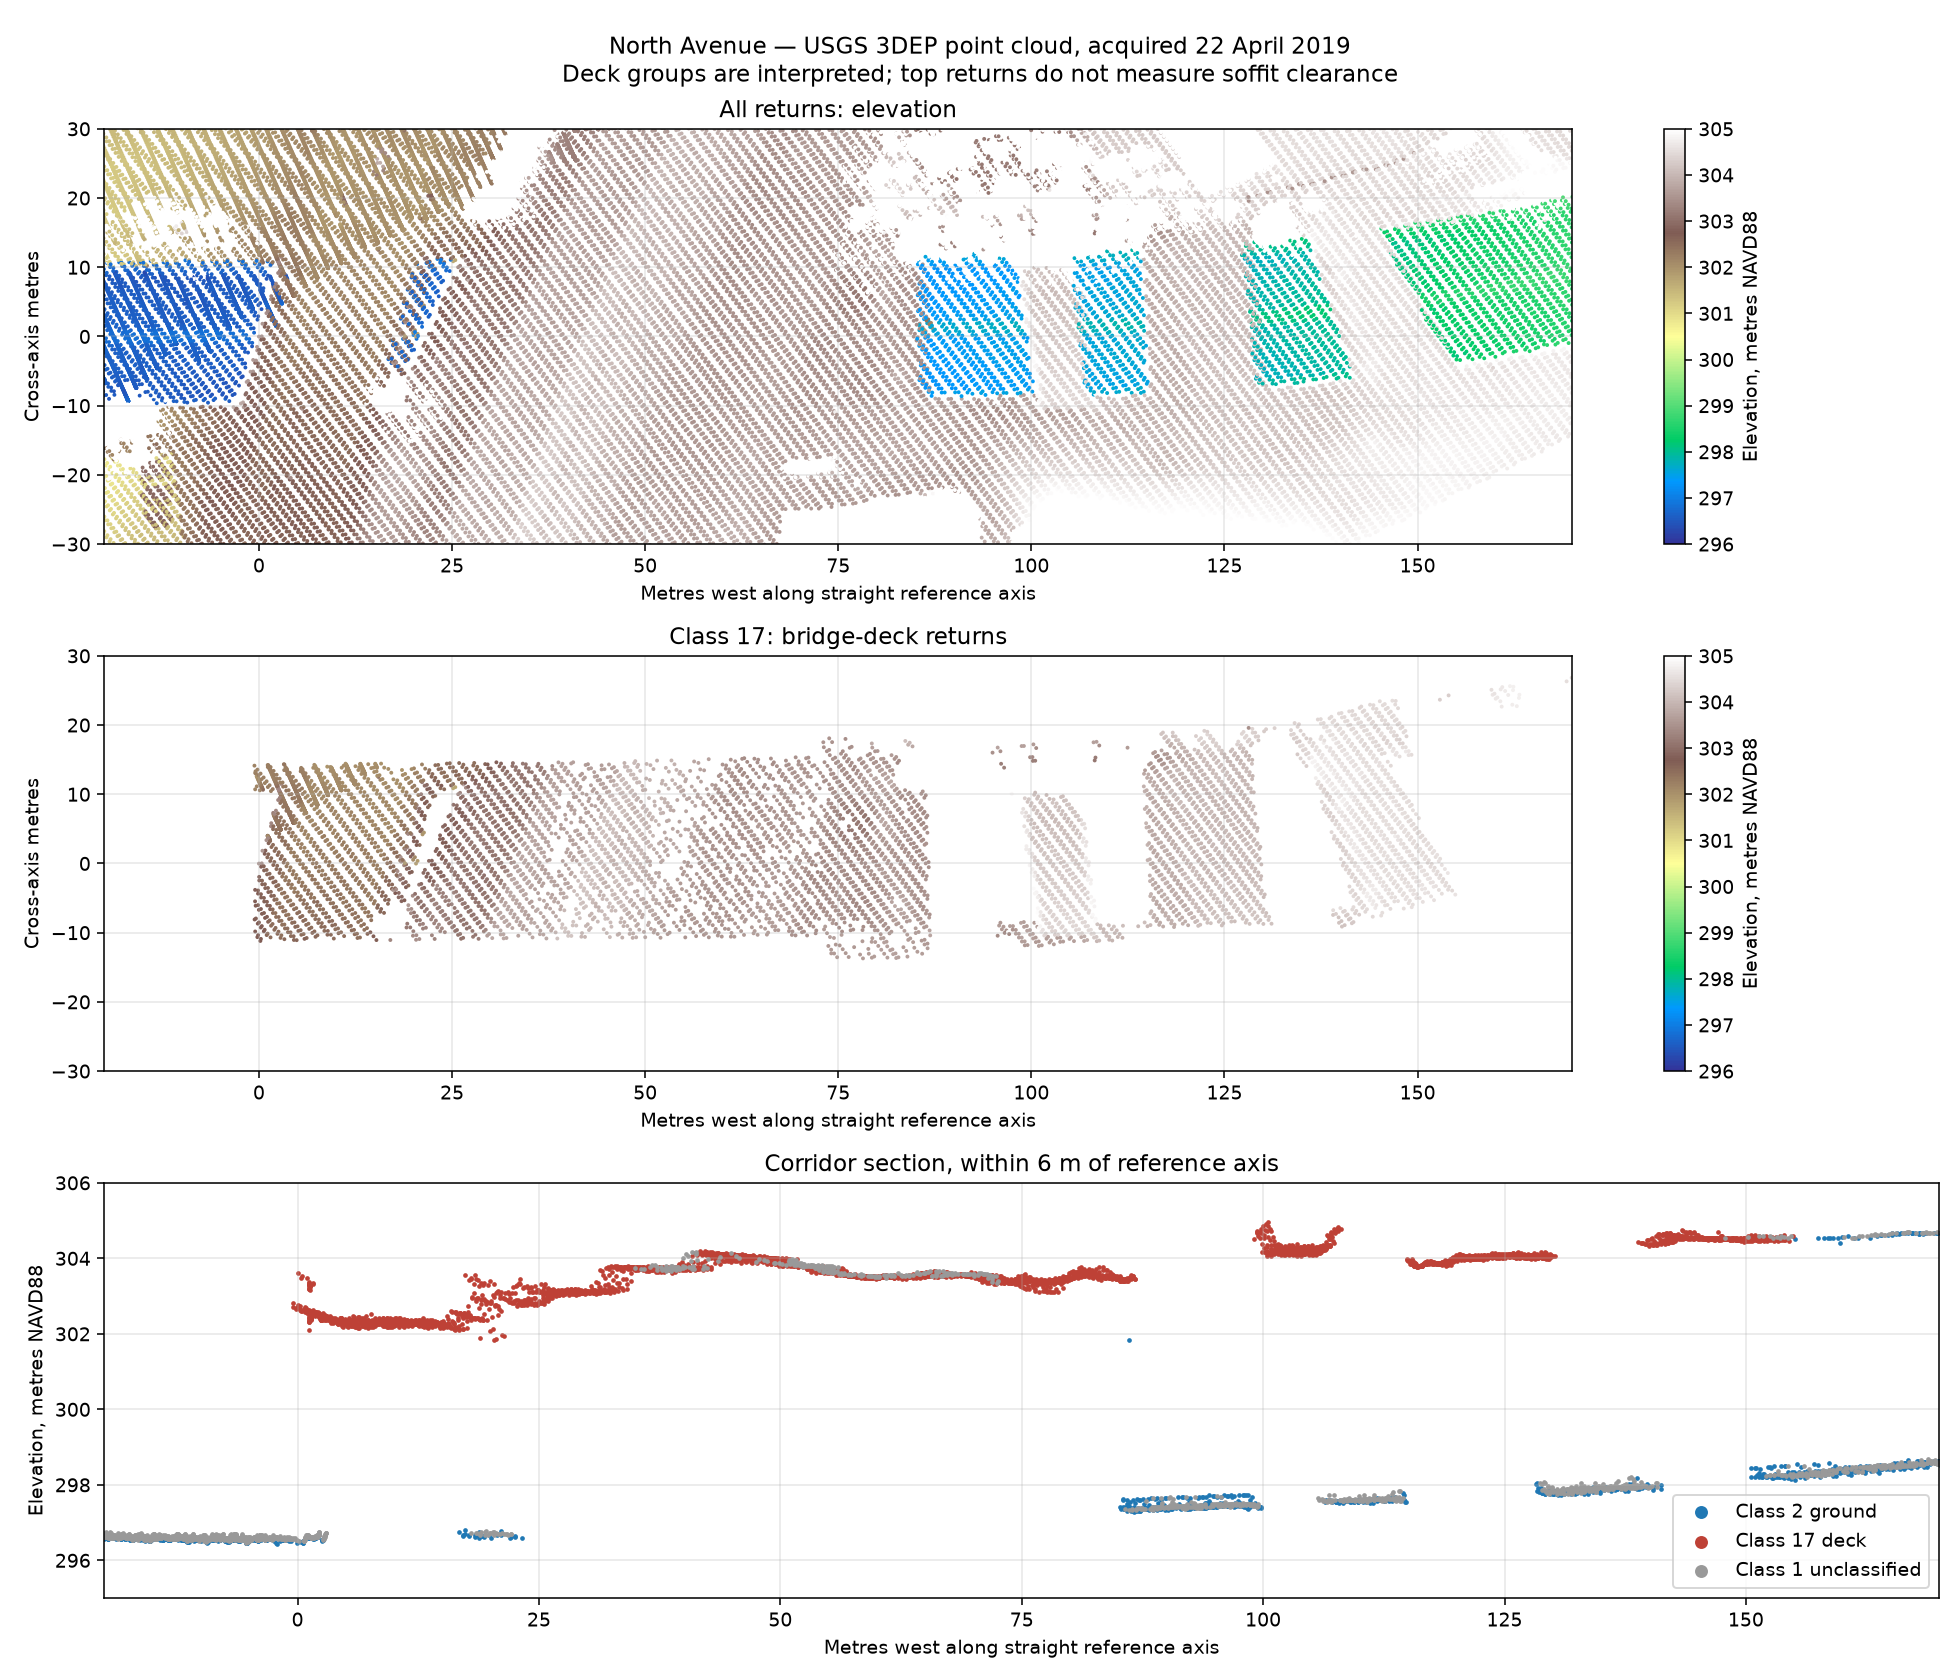 North Avenue — USGS 3DEP point cloud, acquired 22 April 2019
Deck groups are interpreted; top returns do not measure soffit clearance
All returns: elevation
30
20
10
0
−10
−20
−30
Cross-axis metres
0 25 50 75 100 125 150
Metres west along straight reference axis
305
304
303
302
301
300
299
298
297
296
Elevation, metres NAVD88
Class 17: bridge-deck returns
30
20
10
0
−10
−20
−30
Cross-axis metres
0 25 50 75 100 125 150
Metres west along straight reference axis
305
304
303
302
301
300
299
298
297
296
Elevation, metres NAVD88
Corridor section, within 6 m of reference axis
306
304
302
300
298
296
Elevation, metres NAVD88
Class 2 ground
Class 17 deck
Class 1 unclassified
0 25 50 75 100 125 150
Metres west along straight reference axis